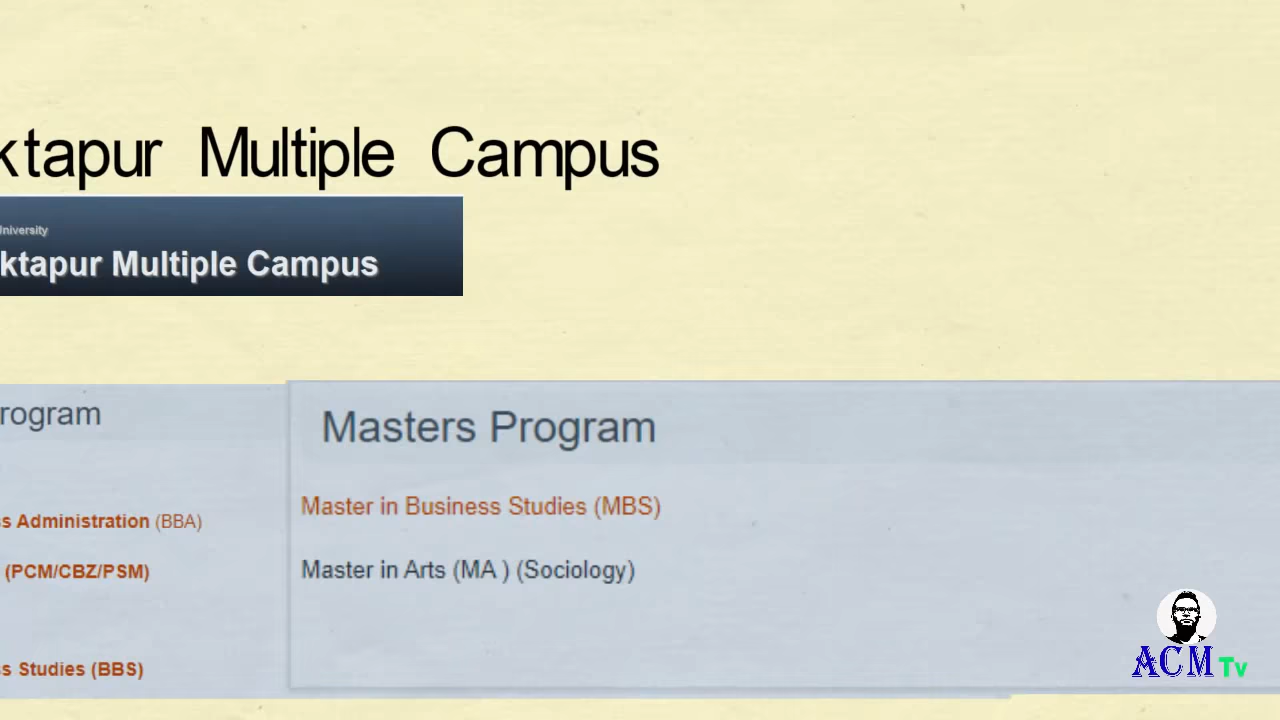 ktapur Multiple Campus
University
ktapur Multiple Campus
rogram
s Administration (BBA)
(PCM/CBZ/PSM)
s Studies (BBS)
Masters Program
Master in Business Studies (MBS)
Master in Arts (MA ) (Sociology)
ACM Tv